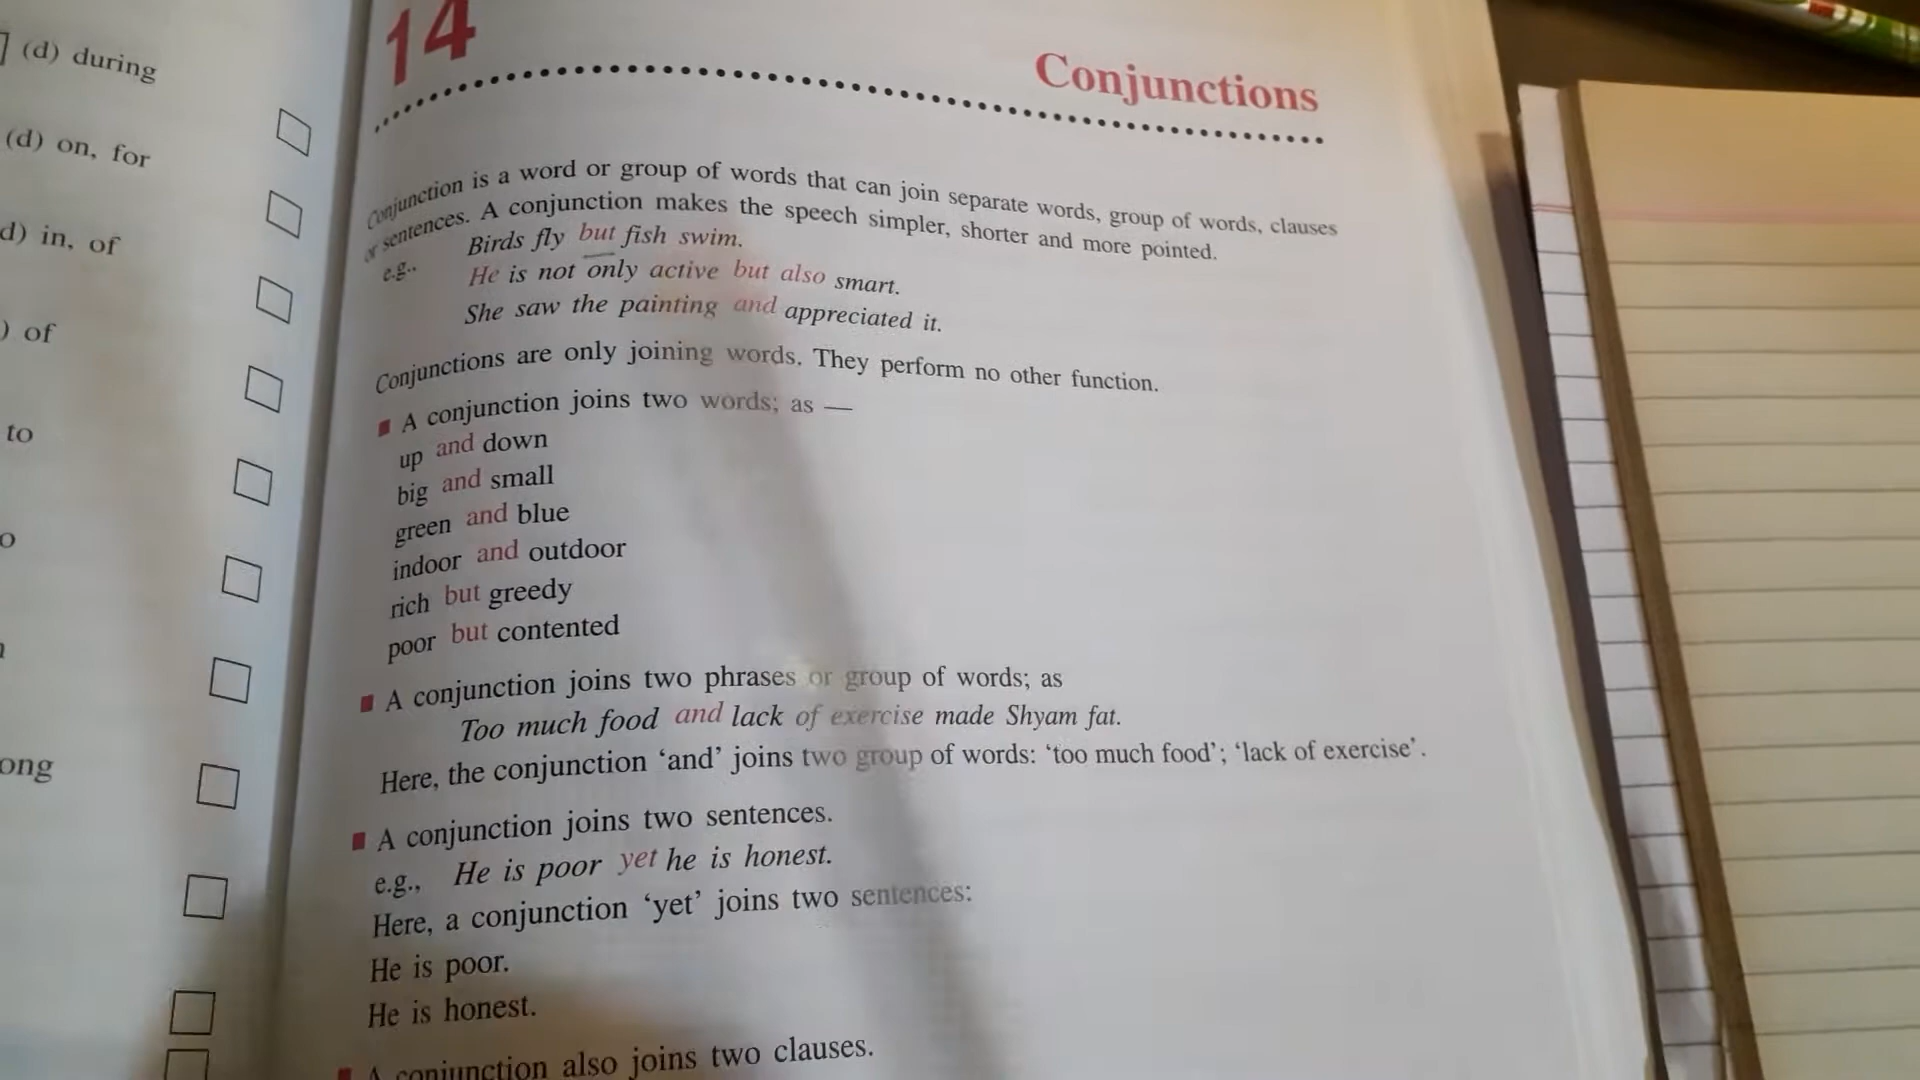 ] (d) during
(d) on, for
d) in, of
) of
to
o
ong
14
Conjunctions
Conjunction is a word or group of words that can join separate words, group of words, clauses
or sentences. A conjunction makes the speech simpler, shorter and more pointed.
e.g.. Birds fly but fish swim.
He is not only active but also smart.
She saw the painting and appreciated it.
Conjunctions are only joining words. They perform no other function.
■ A conjunction joins two words; as —
up and down
big and small
green and blue
indoor and outdoor
rich but greedy
poor but contented
■ A conjunction joins two phrases or group of words; as
Too much food and lack of exercise made Shyam fat.
Here, the conjunction ‘and’ joins two group of words: ‘too much food’; ‘lack of exercise’.
■ A conjunction joins two sentences.
e.g., He is poor yet he is honest.
Here, a conjunction ‘yet’ joins two sentences:
He is poor.
He is honest.
■ A conjunction also joins two clauses.